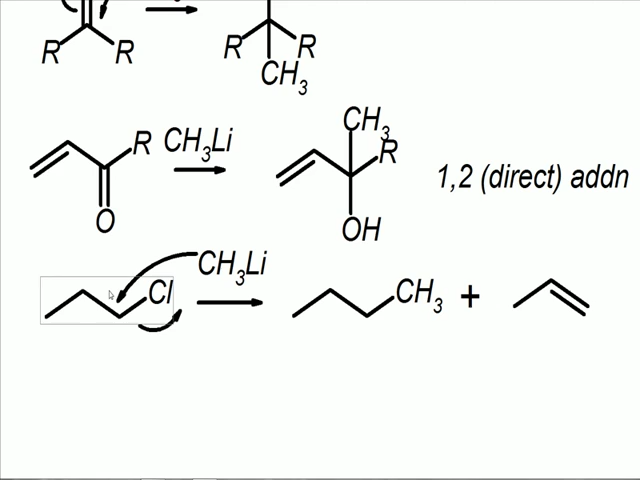 R R R R
CH3
CH3
R CH3Li R
1,2 (direct) addn
O OH
CH3Li
Cl CH3 +